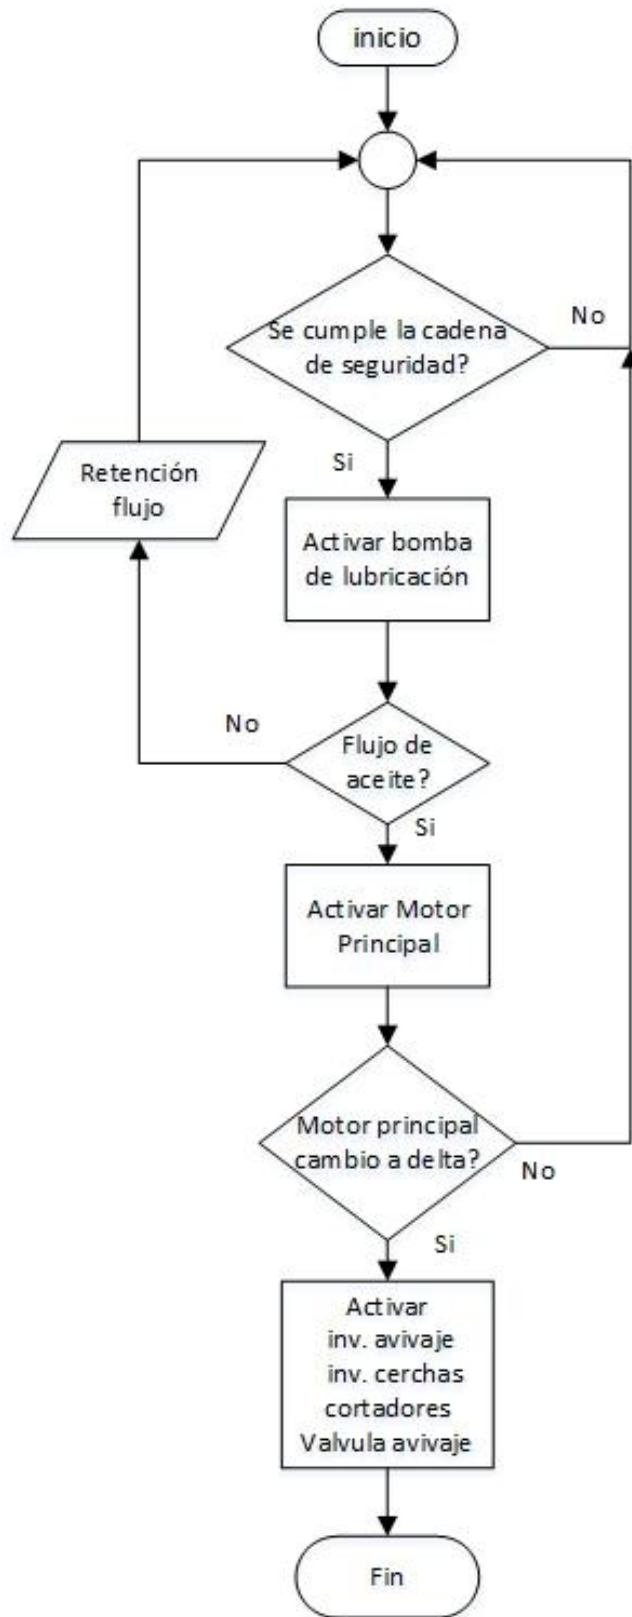 inicio
Se cumple la cadena
de seguridad?
No
Si
Retención
flujo
Activar bomba
de lubricación
No
Flujo de
aceite?
Si
Activar Motor
Principal
Motor principal
cambio a delta?
No
Si
Activar
inv. avivaje
inv. cerchas
cortadores
Valvula avivaje
Fin